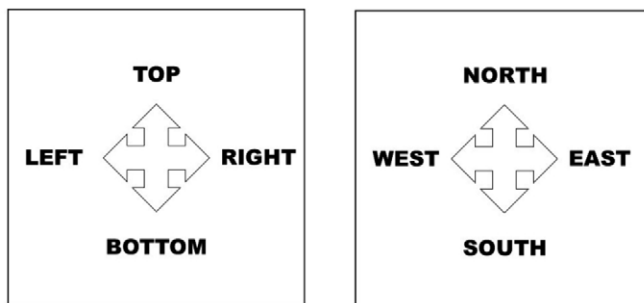 TOP
LEFT RIGHT
BOTTOM
NORTH
WEST EAST
SOUTH